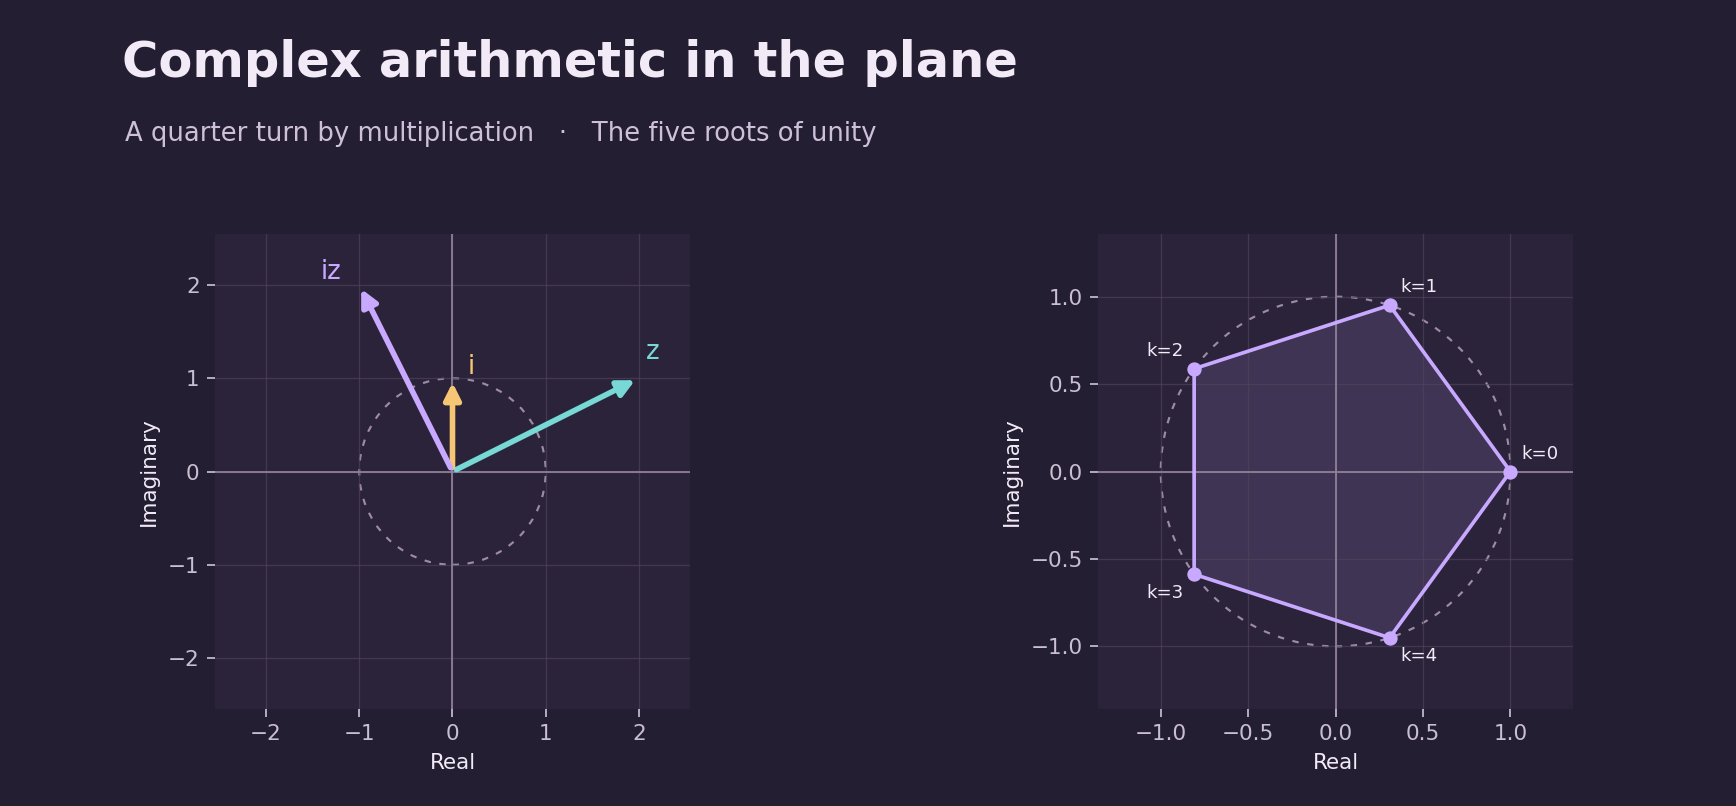 Complex arithmetic in the plane
A quarter turn by multiplication · The five roots of unity
iz
i
z
2
1
0
−1
−2
Imaginary
−2 −1 0 1 2
Real
k=1
k=2
k=0
k=3
k=4
1.0
0.5
0.0
−0.5
−1.0
Imaginary
−1.0 −0.5 0.0 0.5 1.0
Real